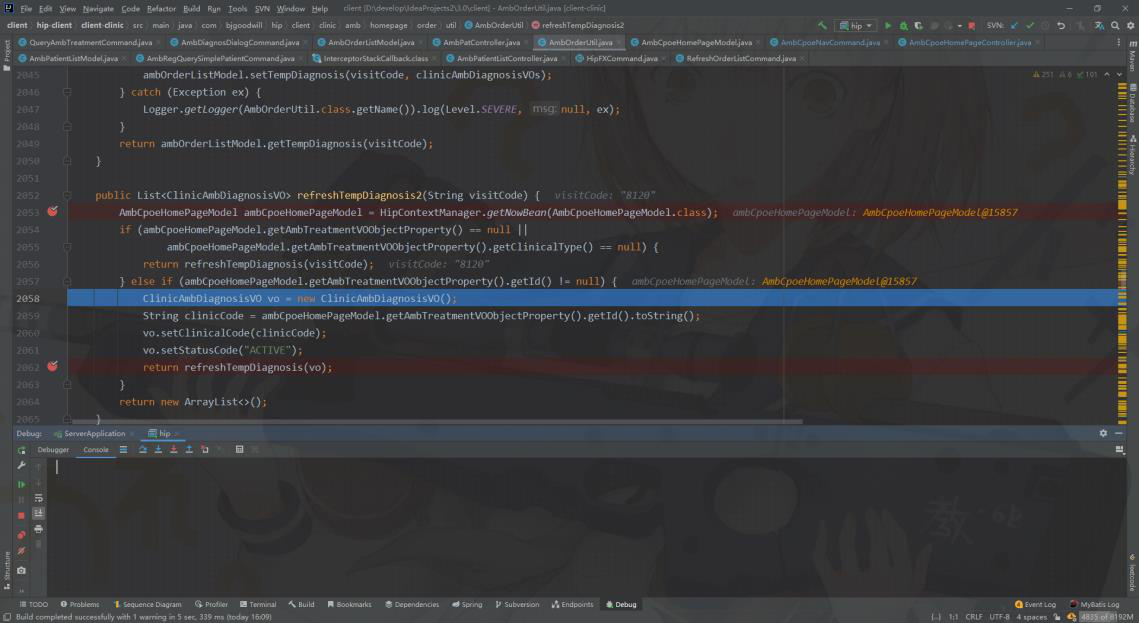 File Edit View Navigate Code Refactor Build Run Tools SVN Window Help client [D:\develop\IdeaProjects2\3.0\client] - AmbOrderUtil.java [client-clinic]
client hip-client client-clinic src main java com bjgoodwill hip client clinic amb homepage order util AmbOrderUtil refreshTempDiagnosis2 hip SVN:
QueryAmbTreatmentCommand.java AmbDiagnosDialogCommand.java AmbOrderListModel.java AmbPatController.java AmbOrderUtil.java AmbCpoeHomePageModel.java AmbCpoeNavCommand.java AmbCpoeHomePageController.java
AmbPatientListModel.java AmbRegQuerySimplePatientCommand.java InterceptorStackCallback.class AmbPatientListController.java HipFXCommand.java RefreshOrderListCommand.java
Project
Maven
Database
Hierarchy
251 6 101
2045 ambOrderListModel.setTempDiagnosis(visitCode, clinicAmbDiagnosisVOs);
2046 } catch (Exception ex) {
2047 Logger.getLogger(AmbOrderUtil.class.getName()).log(Level.SEVERE, msg: null, ex);
2048 }
2049 return ambOrderListModel.getTempDiagnosis(visitCode);
2050 }
2051
2052 public List<ClinicAmbDiagnosisVO> refreshTempDiagnosis2(String visitCode) { visitCode: "8120"
2053 AmbCpoeHomePageModel ambCpoeHomePageModel = HipContextManager.getNowBean(AmbCpoeHomePageModel.class); ambCpoeHomePageModel: AmbCpoeHomePageModel@15857
2054 if (ambCpoeHomePageModel.getAmbTreatmentVOObjectProperty() == null ||
2055 ambCpoeHomePageModel.getAmbTreatmentVOObjectProperty().getClinicalType() == null) {
2056 return refreshTempDiagnosis(visitCode); visitCode: "8120"
2057 } else if (ambCpoeHomePageModel.getAmbTreatmentVOObjectProperty().getId() != null) { ambCpoeHomePageModel: AmbCpoeHomePageModel@15857
2058 ClinicAmbDiagnosisVO vo = new ClinicAmbDiagnosisVO();
2059 String clinicCode = ambCpoeHomePageModel.getAmbTreatmentVOObjectProperty().getId().toString();
2060 vo.setClinicalCode(clinicCode);
2061 vo.setStatusCode("ACTIVE");
2062 return refreshTempDiagnosis(vo);
2063 }
2064 return new ArrayList<>();
2065 }
Debug: ServerApplication hip
Debugger Console
Structure
leetcode
TODO Problems Sequence Diagram Profiler Terminal Build Bookmarks Dependencies Spring Subversion Endpoints Debug Event Log MyBatis Log
Build completed successfully with 1 warning in 5 sec, 339 ms (today 16:09) 1:1 CRLF UTF-8 4 spaces 4835 of 8192M